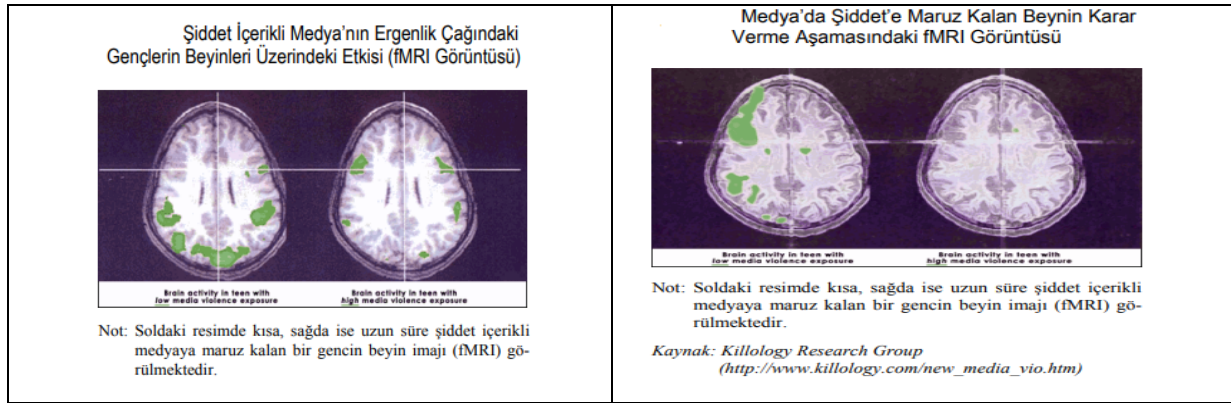 Şiddet İçerikli Medya’nın Ergenlik Çağındaki
Gençlerin Beyinleri Üzerindeki Etkisi (fMRI Görüntüsü)
Brain activity in teen with
low media violence exposure
Brain activity in teen with
high media violence exposure
Not: Soldaki resimde kısa, sağda ise uzun süre şiddet içerikli
medyaya maruz kalan bir gencin beyin imajı (fMRI) gö-
rülmektedir.
Medya’da Şiddet’e Maruz Kalan Beynin Karar
Verme Aşamasındaki fMRI Görüntüsü
Brain activity in teen with
low media violence exposure
Brain activity in teen with
high media violence exposure
Not: Soldaki resimde kısa, sağda ise uzun süre şiddet içerikli
medyaya maruz kalan bir gencin beyin imajı (fMRI) gö-
rülmektedir.
Kaynak: Killology Research Group
(http://www.killology.com/new_media_vio.htm)